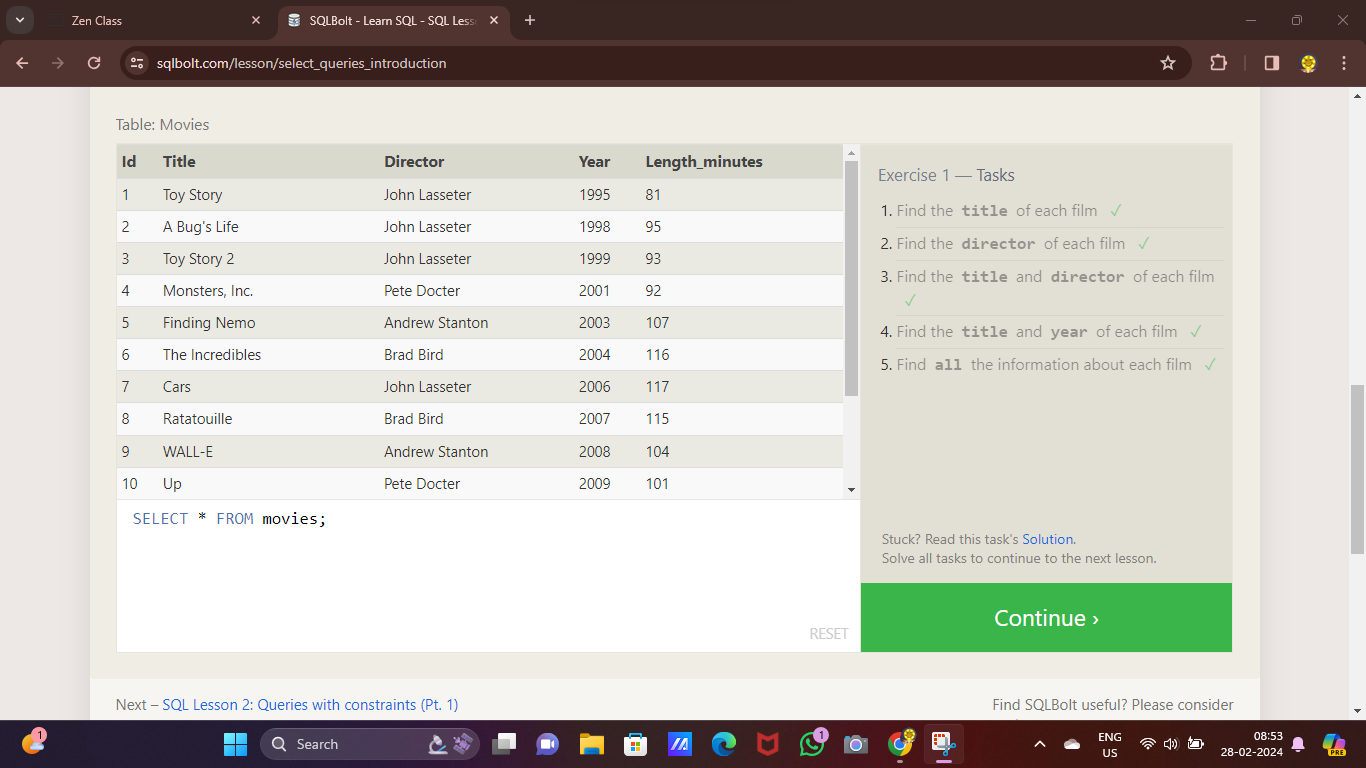 Zen Class
SQLBolt - Learn SQL - SQL Less
sqlbolt.com/lesson/select_queries_introduction
Table: Movies
Id Title Director Year Length_minutes
1 Toy Story John Lasseter 1995 81
2 A Bug's Life John Lasseter 1998 95
3 Toy Story 2 John Lasseter 1999 93
4 Monsters, Inc. Pete Docter 2001 92
5 Finding Nemo Andrew Stanton 2003 107
6 The Incredibles Brad Bird 2004 116
7 Cars John Lasseter 2006 117
8 Ratatouille Brad Bird 2007 115
9 WALL-E Andrew Stanton 2008 104
10 Up Pete Docter 2009 101
SELECT * FROM movies;
RESET
Exercise 1 — Tasks
1. Find the title of each film ✓
2. Find the director of each film ✓
3. Find the title and director of each film
✓
4. Find the title and year of each film ✓
5. Find all the information about each film ✓
Stuck? Read this task's Solution.
Solve all tasks to continue to the next lesson.
Continue ›
Next – SQL Lesson 2: Queries with constraints (Pt. 1)
Find SQLBolt useful? Please consider
1
Search
1
ENG
US
08:53
28-02-2024
PRE